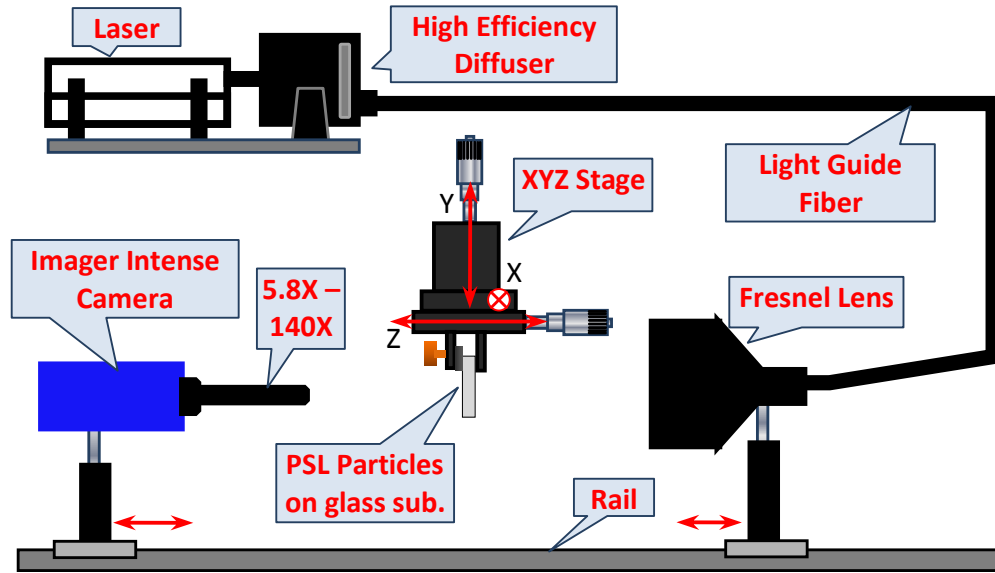 Laser
High Efficiency
Diffuser
XYZ Stage
Light Guide
Fiber
Y
X
Z
Imager Intense
Camera
5.8X –
140X
Fresnel Lens
PSL Particles
on glass sub.
Rail